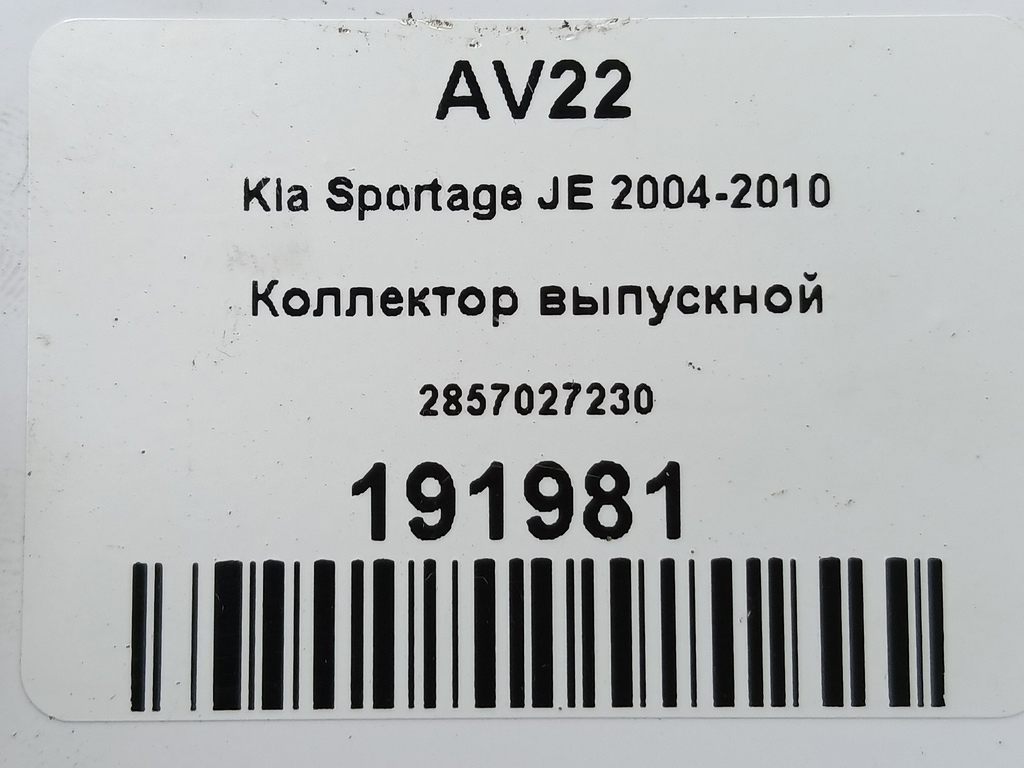 AV22
Kia Sportage JE 2004-2010
Коллектор выпускной
2857027230
191981